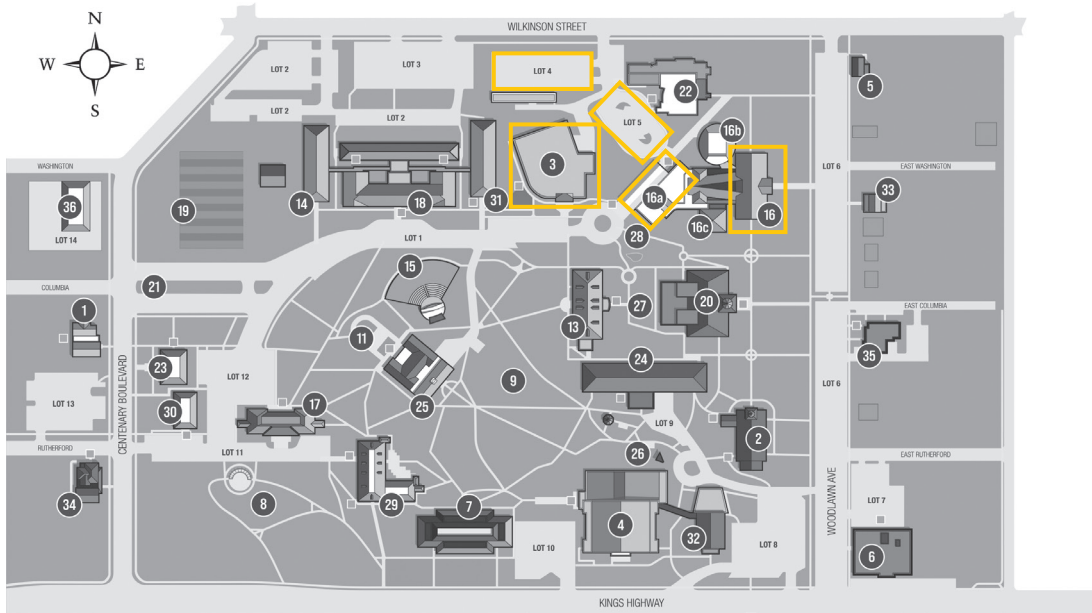 WILKINSON STREET
N
W
E
S
LOT 2
LOT 3
LOT 4
22
5
LOT 2
LOT 2
LOT 5
16b
WASHINGTON
3
LOT 6
EAST WASHINGTON
36
19
14
18
31
16a
16
33
LOT 14
LOT 1
28
16c
15
COLUMBIA
21
13
27
20
EAST COLUMBIA
1
11
23
24
35
CENTENARY BOULEVARD
LOT 12
9
LOT 6
LOT 13
30
17
25
LOT 9
2
RUTHERFORD
LOT 11
26
EAST RUTHERFORD
34
8
29
7
4
32
WOODLAWN AVE
LOT 7
LOT 10
LOT 8
6
KINGS HIGHWAY